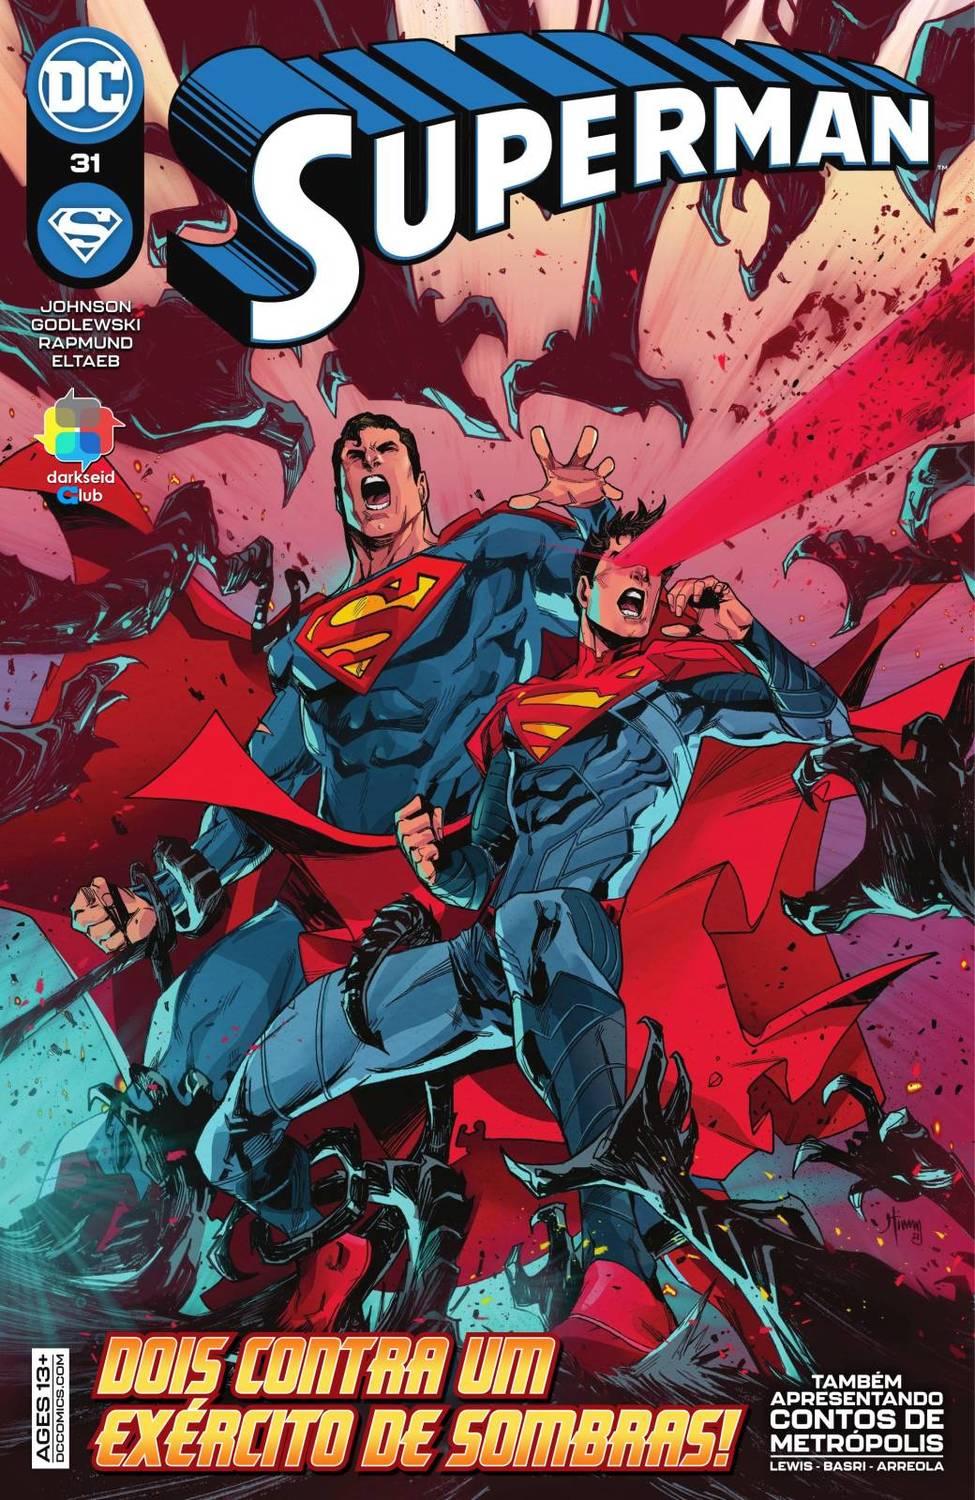 DC
SUPERMAN
™
31
S
JOHNSON
GODLEWSKI
RAPMUND
ELTAEB
darkseid
Club
DOIS CONTRA UM
EXÉRCITO DE SOMBRAS!
AGES 13+
DCCOMICS.COM
TAMBÉM
APRESENTANDO
CONTOS DE
METRÓPOLIS
LEWIS - BASRI - ARREOLA